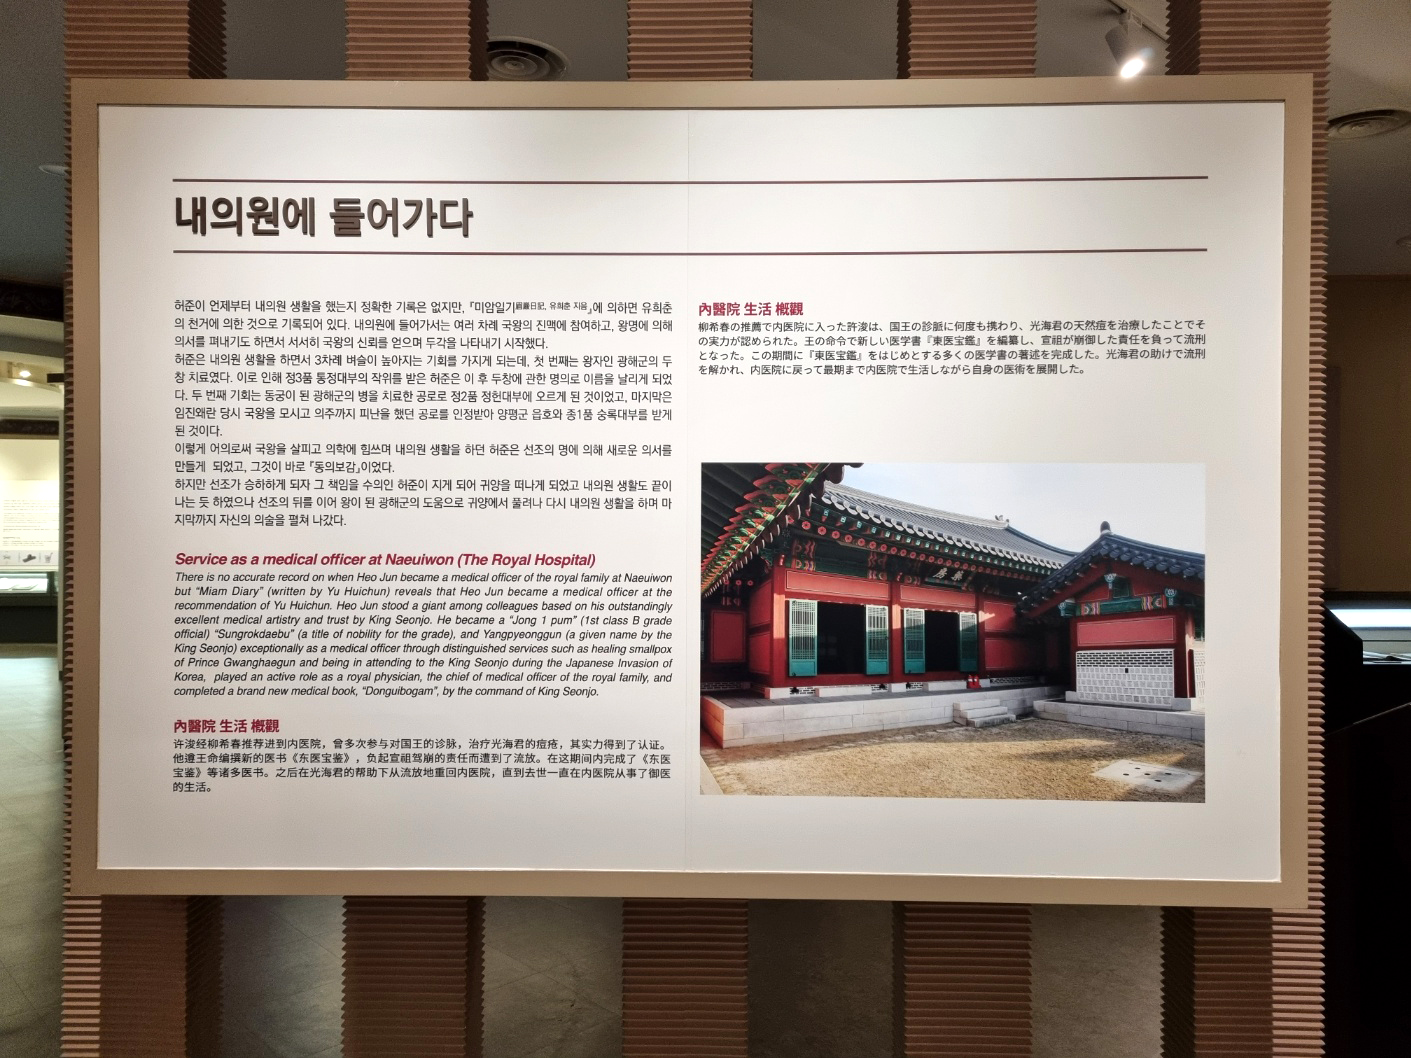 내의원에 들어가다
허준이 언제부터 내의원 생활을 했는지 정확한 기록은 없지만, 『미암일기眉巖日記, 유희춘 지음』에 의하면 유희춘
의 천거에 의한 것으로 기록되어 있다. 내의원에 들어가서는 여러 차례 국왕의 진맥에 참여하고, 왕명에 의해
의서를 펴내기도 하면서 서서히 국왕의 신뢰를 얻으며 두각을 나타내기 시작했다.
허준은 내의원 생활을 하면서 3차례 벼슬이 높아지는 기회를 가지게 되는데, 첫 번째는 왕자인 광해군의 두
창 치료였다. 이로 인해 정3품 통정대부의 작위를 받은 허준은 이 후 두창에 관한 명의로 이름을 날리게 되었
다. 두 번째 기회는 동궁이 된 광해군의 병을 치료한 공로로 정2품 정헌대부에 오르게 된 것이었고, 마지막은
임진왜란 당시 국왕을 모시고 의주까지 피난을 했던 공로를 인정받아 양평군 읍호와 종1품 숭록대부를 받게
된 것이다.
이렇게 어의로써 국왕을 살피고 의학에 힘쓰며 내의원 생활을 하던 허준은 선조의 명에 의해 새로운 의서를
만들게 되었고, 그것이 바로 『동의보감』이었다.
하지만 선조가 승하하게 되자 그 책임을 수의인 허준이 지게 되어 귀양을 떠나게 되었고 내의원 생활도 끝이
나는 듯 하였으나 선조의 뒤를 이어 왕이 된 광해군의 도움으로 귀양에서 풀려나 다시 내의원 생활을 하며 마
지막까지 자신의 의술을 펼쳐 나갔다.
Service as a medical officer at Naeuiwon (The Royal Hospital)
There is no accurate record on when Heo Jun became a medical officer of the royal family at Naeuiwon
but “Miam Diary” (written by Yu Huichun) reveals that Heo Jun became a medical officer at the
recommendation of Yu Huichun. Heo Jun stood a giant among colleagues based on his outstandingly
excellent medical artistry and trust by King Seonjo. He became a “Jong 1 pum” (1st class B grade
official) “Sungrokdaebu” (a title of nobility for the grade), and Yangpyeonggun (a given name by the
King Seonjo) exceptionally as a medical officer through distinguished services such as healing smallpox
of Prince Gwanghaegun and being in attending to the King Seonjo during the Japanese Invasion of
Korea, played an active role as a royal physician, the chief of medical officer of the royal family, and
completed a brand new medical book, “Donguibogam”, by the command of King Seonjo.
內醫院 生活 槪觀
许浚经柳希春推荐进到内医院，曾多次参与对国王的诊脉，治疗光海君的痘疮，其实力得到了认证。
他遵王命编撰新的医书《东医宝鉴》，负起宣祖驾崩的责任而遭到了流放。在这期间内完成了《东医
宝鉴》等诸多医书。之后在光海君的帮助下从流放地重回内医院，直到去世一直在内医院从事了御医
的生活。
內醫院 生活 槪觀
柳希春の推薦で内医院に入った許浚は、国王の診脈に何度も携わり、光海君の天然痘を治療したことでそ
の実力が認められた。王の命令で新しい医学書『東医宝鑑』を編纂し、宣祖が崩御した責任を負って流刑
となった。この期間に『東医宝鑑』をはじめとする多くの医学書の著述を完成した。光海君の助けで流刑
を解かれ、内医院に戻って最期まで内医院で生活しながら自身の医術を展開した。